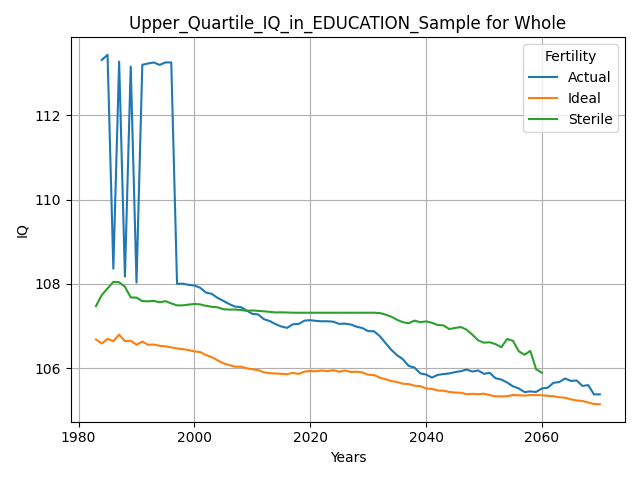 Upper_Quartile_IQ_in_EDUCATION_Sample for Whole
Fertility
Actual
Ideal
Sterile
112
110
108
106
IQ
1980
2000
2020
2040
2060
Years